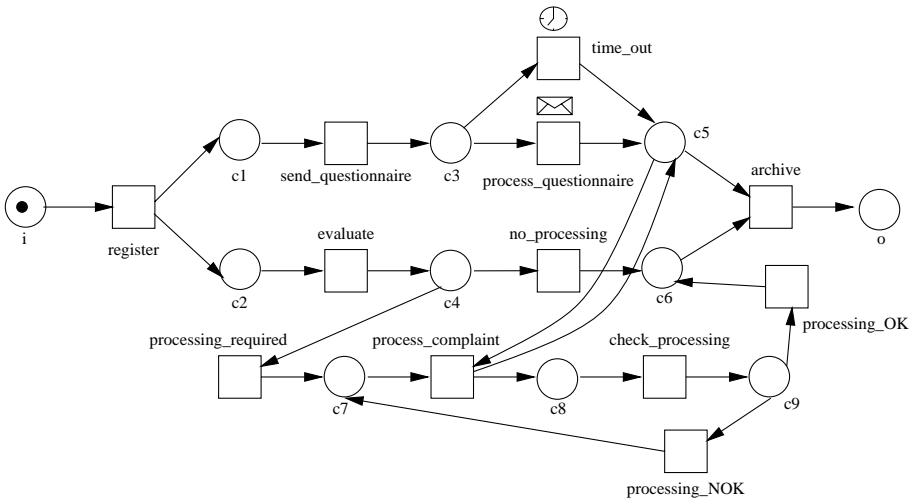 time_out
c5
archive
c1
send_questionnaire
c3
process_questionnaire
i
register
evaluate
no_processing
o
c2
c4
c6
processing_OK
processing_required
process_complaint
check_processing
c7
c8
c9
processing_NOK